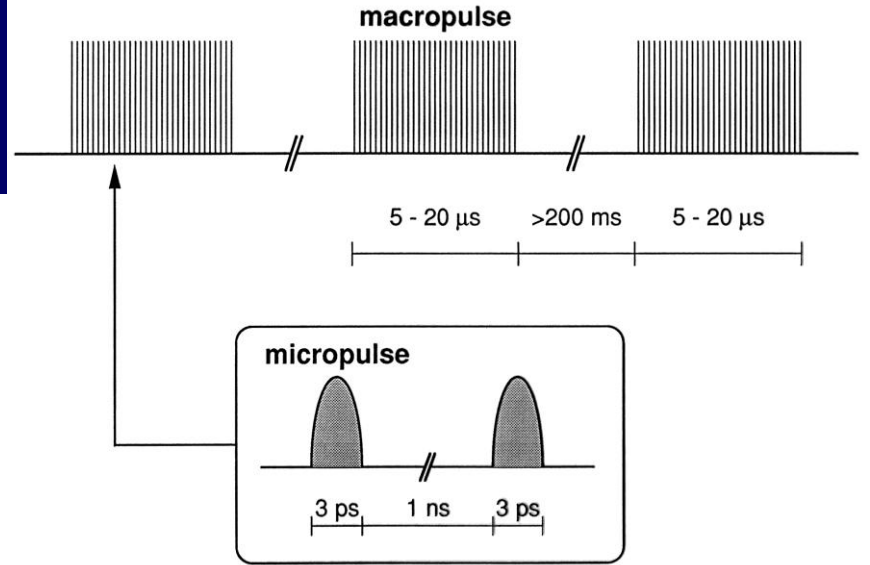 macropulse
5 - 20 μs >200 ms 5 - 20 μs
micropulse
3 ps 1 ns 3 ps